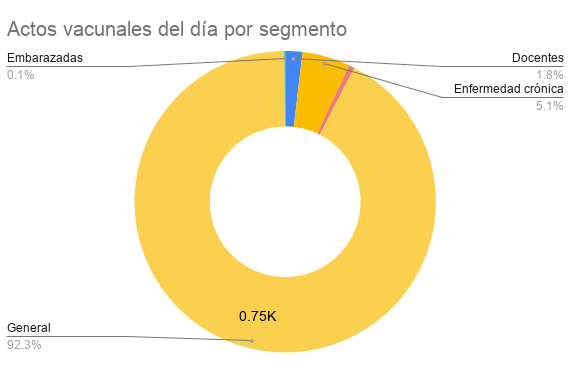 Actos vacunales del día por segmento
Embarazadas
0.1%
Docentes
1.8%
Enfermedad crónica
5.1%
0.75K
General
92.3%